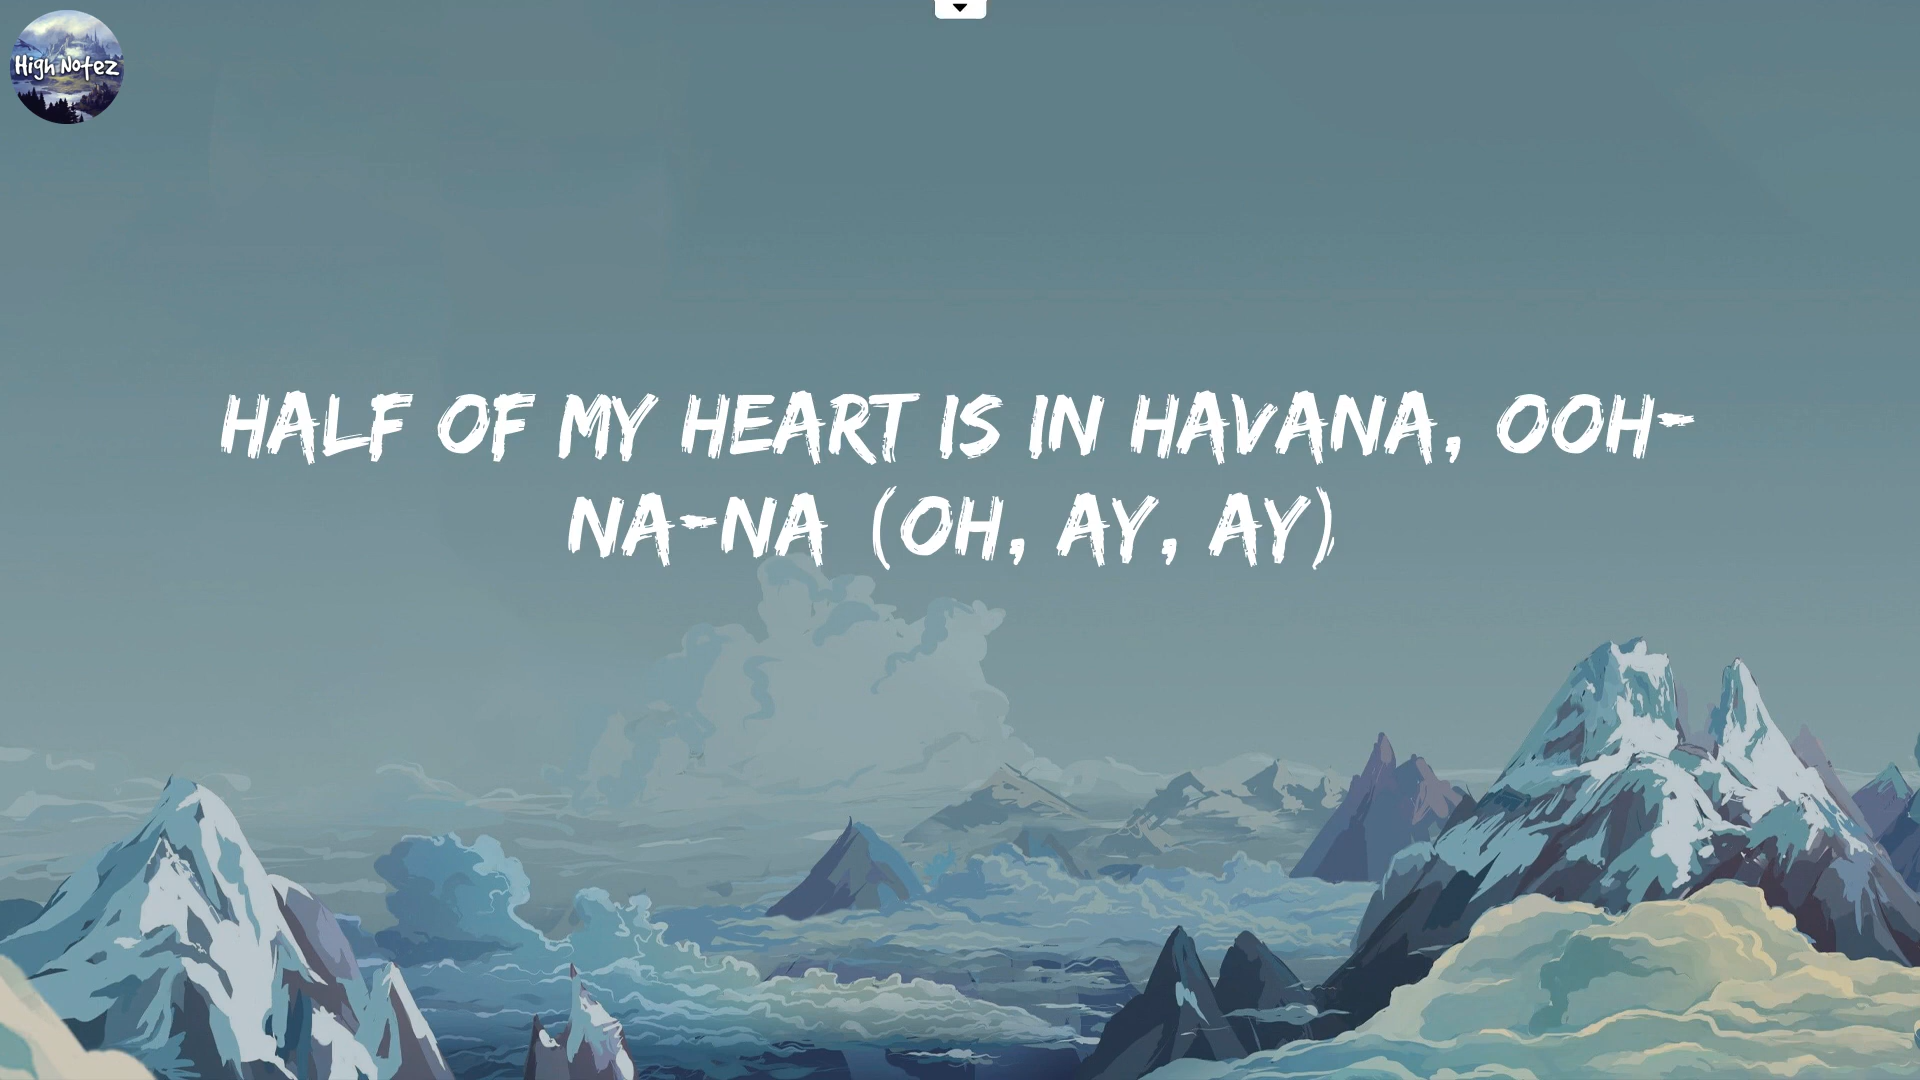 High Notez
HALF OF MY HEART IS IN HAVANA, OOH-
NA-NA (OH, AY, AY)